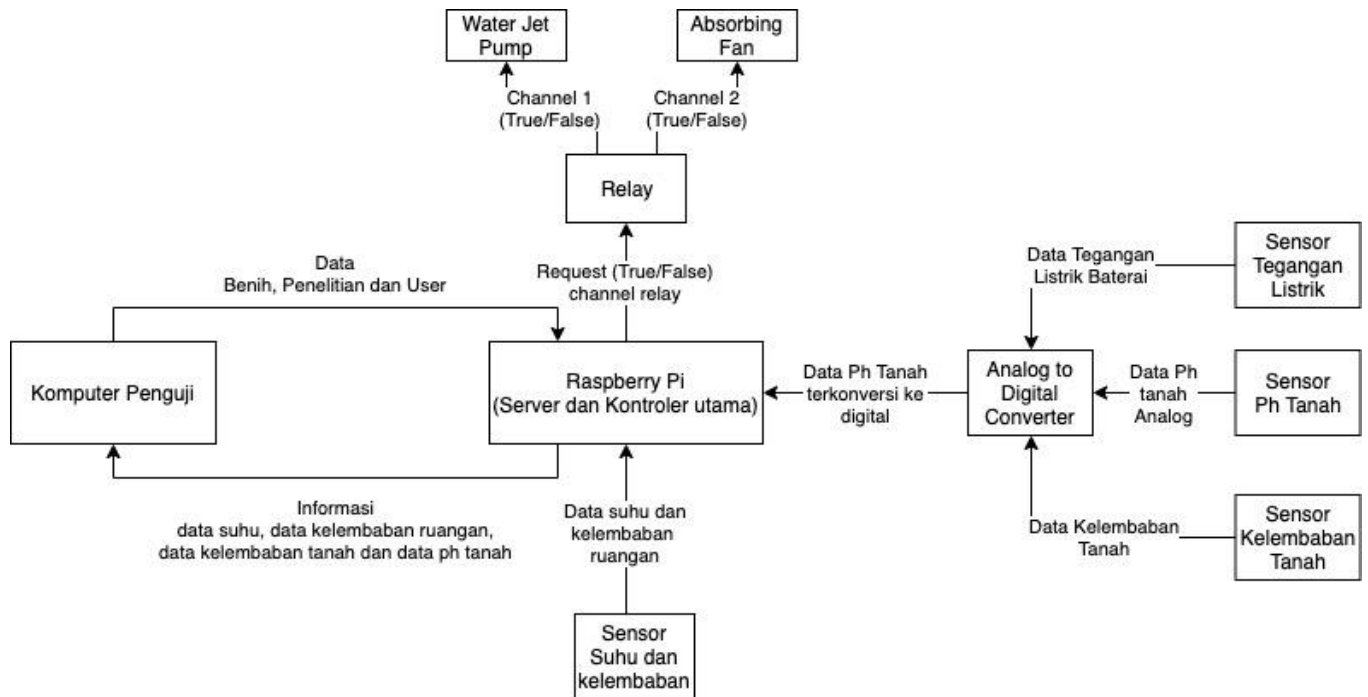 Water Jet
Pump
Absorbing
Fan
Channel 1
(True/False)
Channel 2
(True/False)
Relay
Data
Benih, Penelitian dan User
Request (True/False)
channel relay
Data Tegangan
Listrik Baterai
Sensor
Tegangan
Listrik
Komputer Penguji
Raspberry Pi
(Server dan Kontroler utama)
Data Ph Tanah
terkonversi ke
digital
Analog to
Digital
Converter
Data Ph
tanah
Analog
Sensor
Ph Tanah
Informasi
data suhu, data kelembaban ruangan,
data kelembaban tanah dan data ph tanah
Data suhu dan
kelembaban
ruangan
Data Kelembaban
Tanah
Sensor
Kelembaban
Tanah
Sensor
Suhu dan
kelembaban